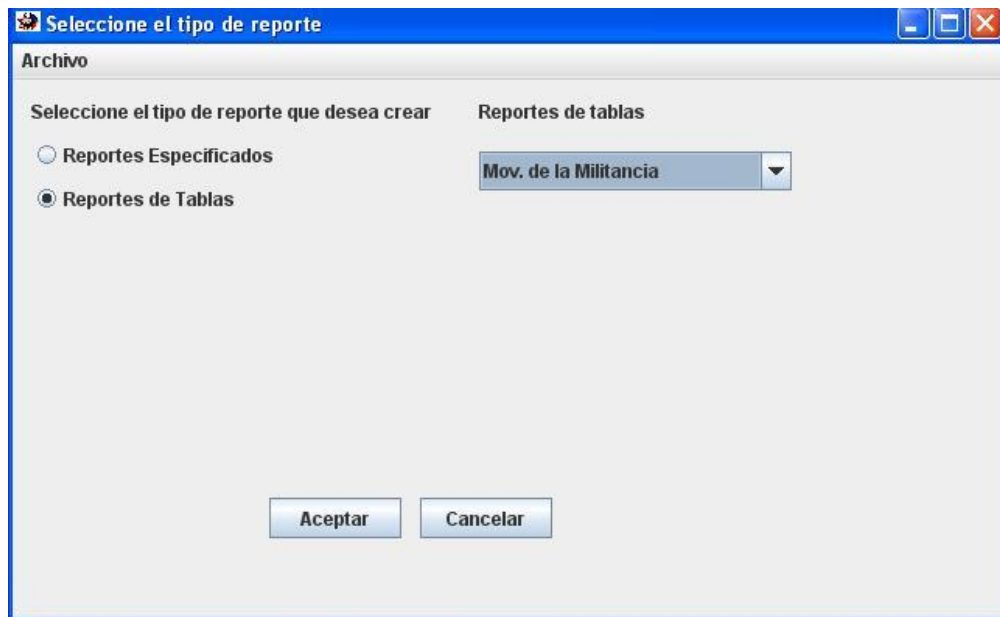 Seleccione el tipo de reporte
Archivo
Seleccione el tipo de reporte que desea crear
Reportes Especificados
Reportes de Tablas
Reportes de tablas
Mov. de la Militancia
Aceptar
Cancelar